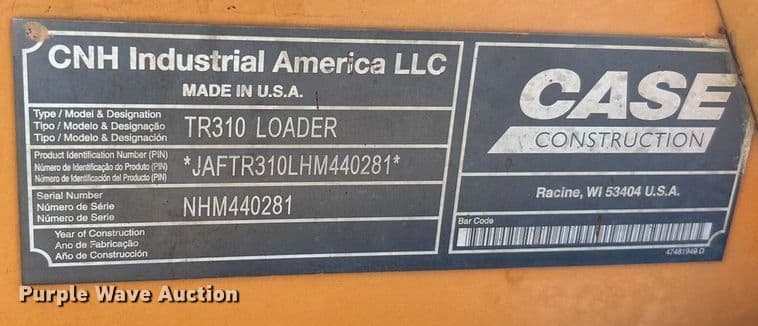 CNH Industrial America LLC
MADE IN U.S.A.
Type / Model & Designation
Tipo / Modelo & Designação
Tipo / Modelo & Designación
TR310 LOADER
Product Identification Number (PIN)
Número de Identificação do Produto (PIN)
Número de Identificación del Producto (PIN)
*JAFTR310LHM440281*
Serial Number
Número de Série
Número de Serie
NHM440281
Year of Construction
Ano de Fabricação
Año de Construcción
CASE
CONSTRUCTION
Racine, WI 53404 U.S.A.
Bar Code
47481949 D
Purple Wave Auction